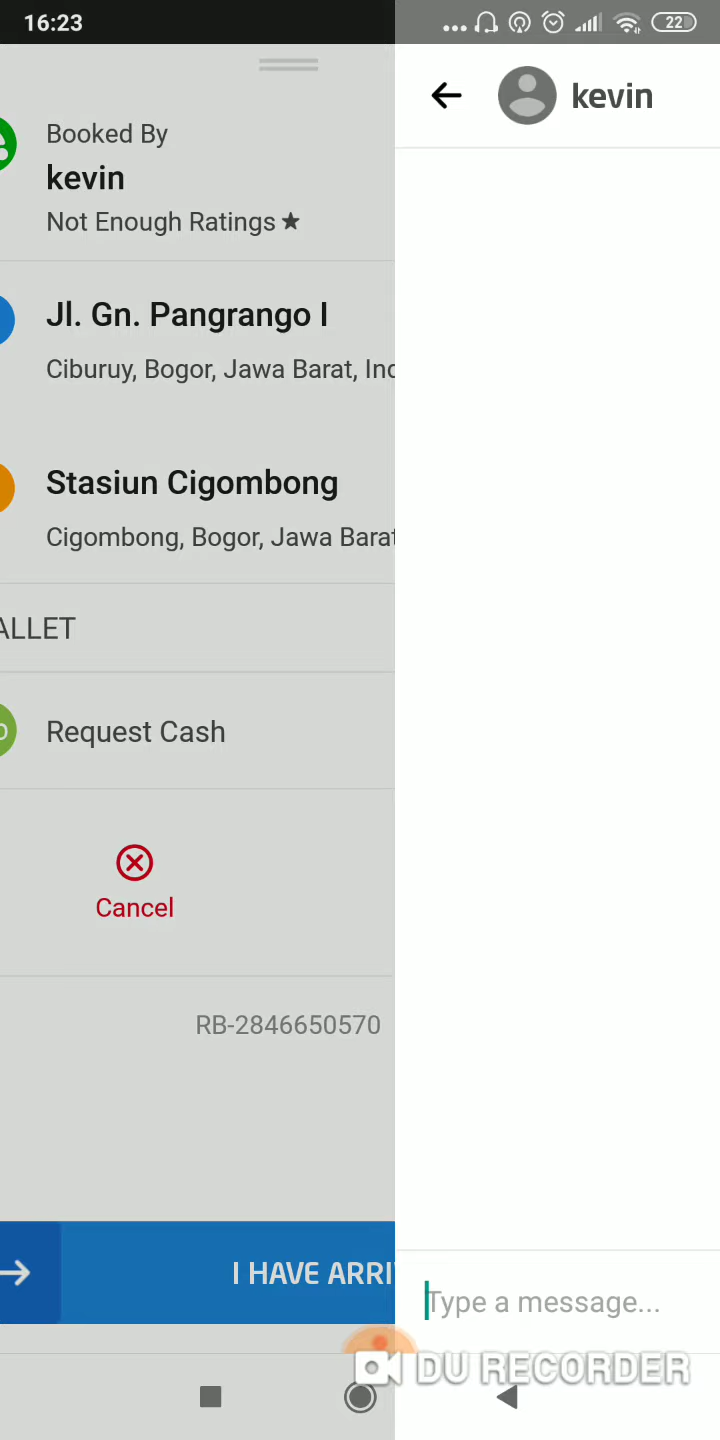 16:23
22
Booked By
kevin
Not Enough Ratings ★
Jl. Gn. Pangrango I
Ciburuy, Bogor, Jawa Barat,
Stasiun Cigombong
Cigombong, Bogor, Jawa Barat
ALLET
Request Cash
Cancel
RB-2846650570
I HAVE ARRI
kevin
Type a message...
DU RECORDER